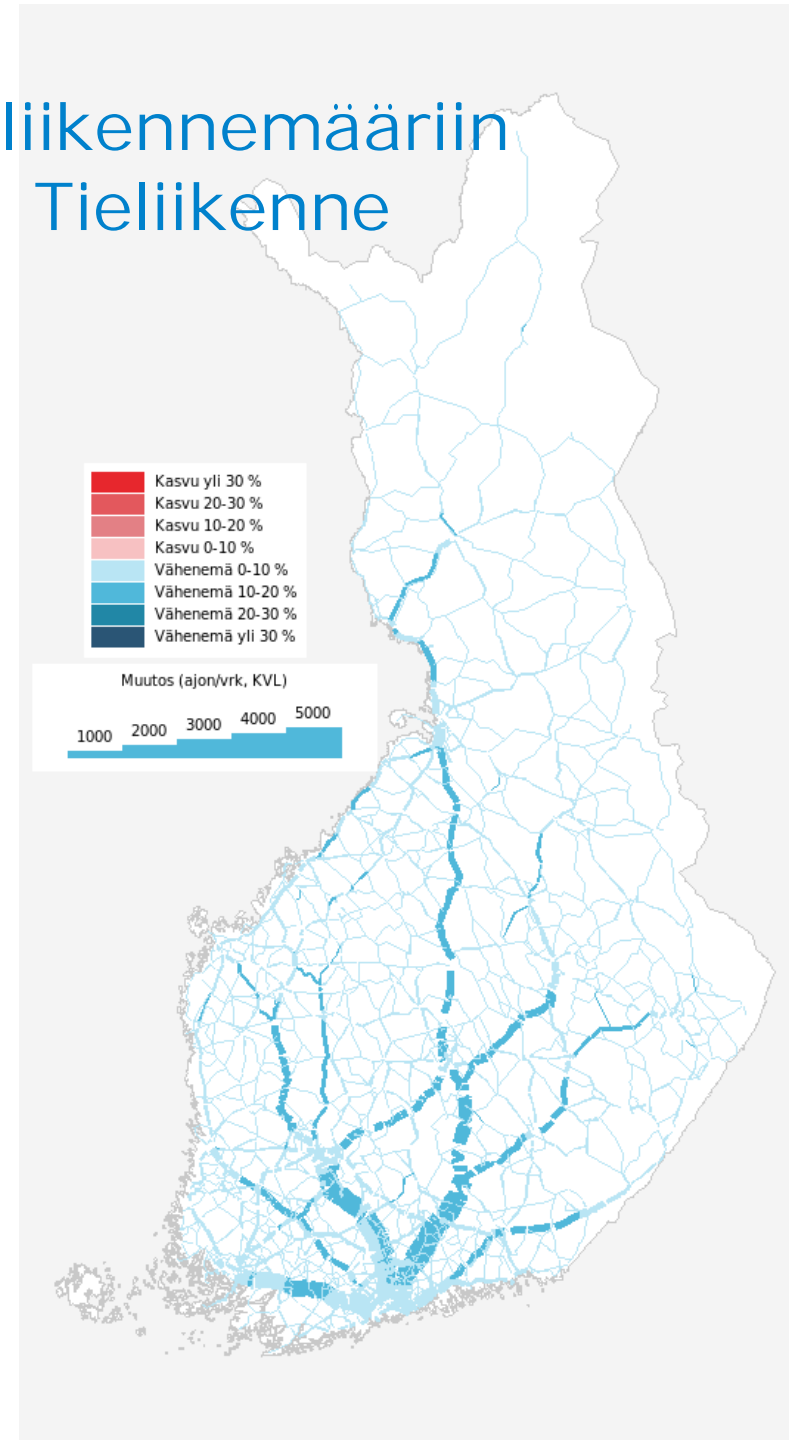 liikennemääriin
Tieliikenne
Kasvu yli 30 %
Kasvu 20-30 %
Kasvu 10-20 %
Kasvu 0-10 %
Vähenemä 0-10 %
Vähenemä 10-20 %
Vähenemä 20-30 %
Vähenemä yli 30 %
Muutos (ajon/vrk, KVL)
1000 2000 3000 4000 5000